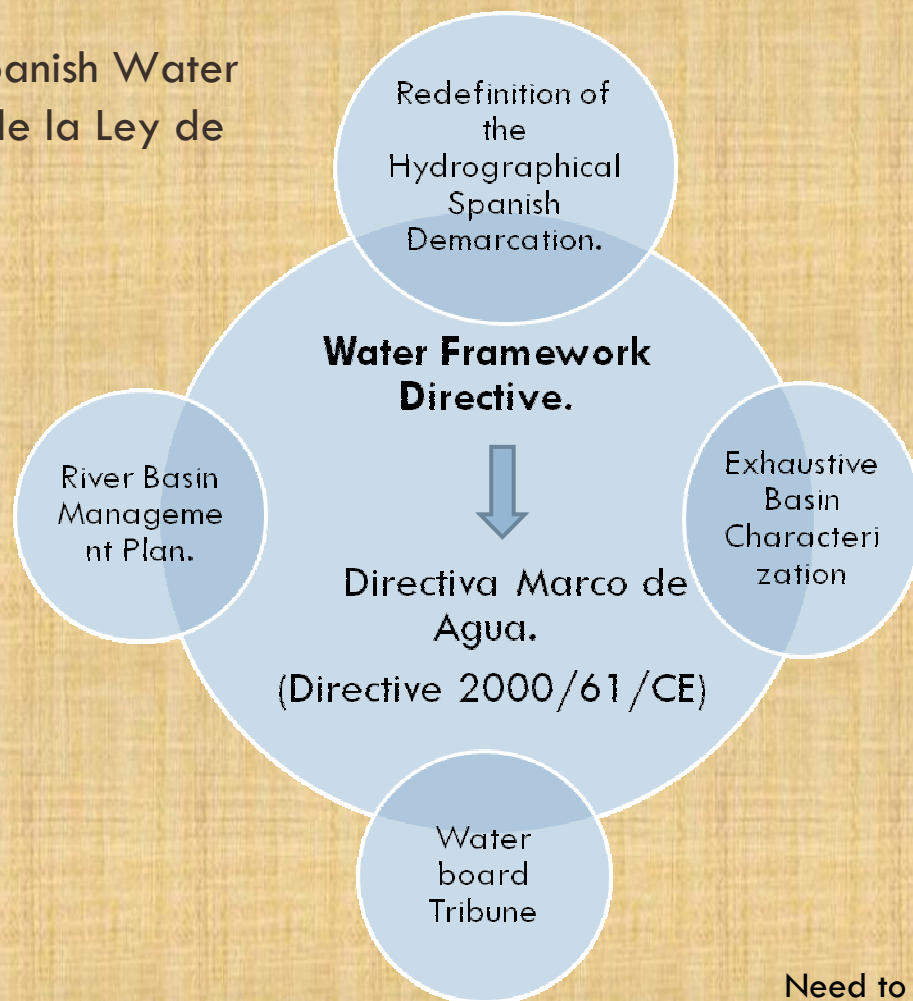 panish Water
de la Ley de
Redefinition of
the
Hydrographical
Spanish
Demarcation.
Water Framework
Directive.
River Basin
Manageme
nt Plan.
Exhaustive
Basin
Characteri
zation
Directiva Marco de
Agua.
(Directive 2000/61/CE)
Water
board
Tribune
Need to